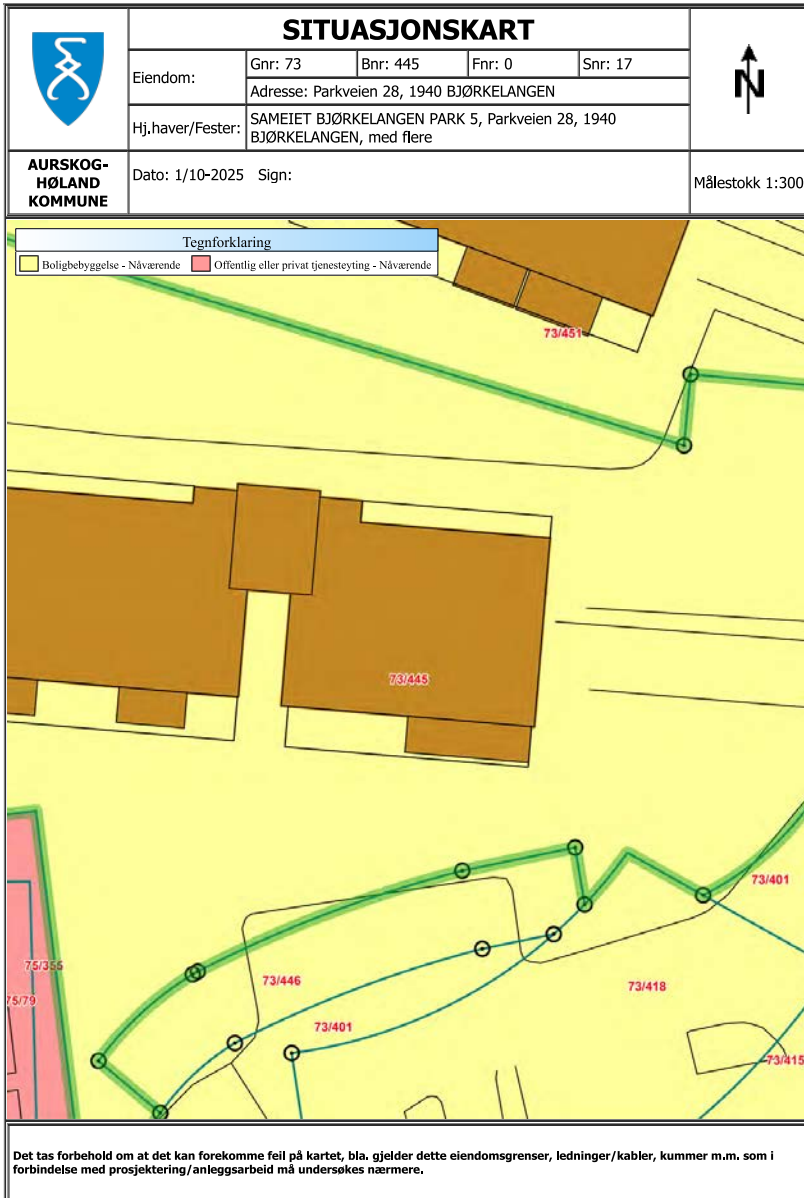 SITUASJONSKART
Eiendom:
Gnr: 73 Bnr: 445 Fnr: 0 Snr: 17
Adresse: Parkveien 28, 1940 BJØRKELANGEN
Hj.haver/Fester:
SAMEIET BJØRKELANGEN PARK 5, Parkveien 28, 1940
BJØRKELANGEN, med flere
N
AURSKOG-
HØLAND
KOMMUNE
Dato: 1/10-2025 Sign:
Målestokk 1:300
Tegnforklaring
Boligbebyggelse - Nåværende Offentlig eller privat tjenesteyting - Nåværende
73/451
73/445
73/401
75/355
73/446
73/418
75/79
73/401
73/415
Det tas forbehold om at det kan forekomme feil på kartet, bla. gjelder dette eiendomsgrenser, ledninger/kabler, kummer m.m. som i
forbindelse med prosjektering/anleggsarbeid må undersøkes nærmere.